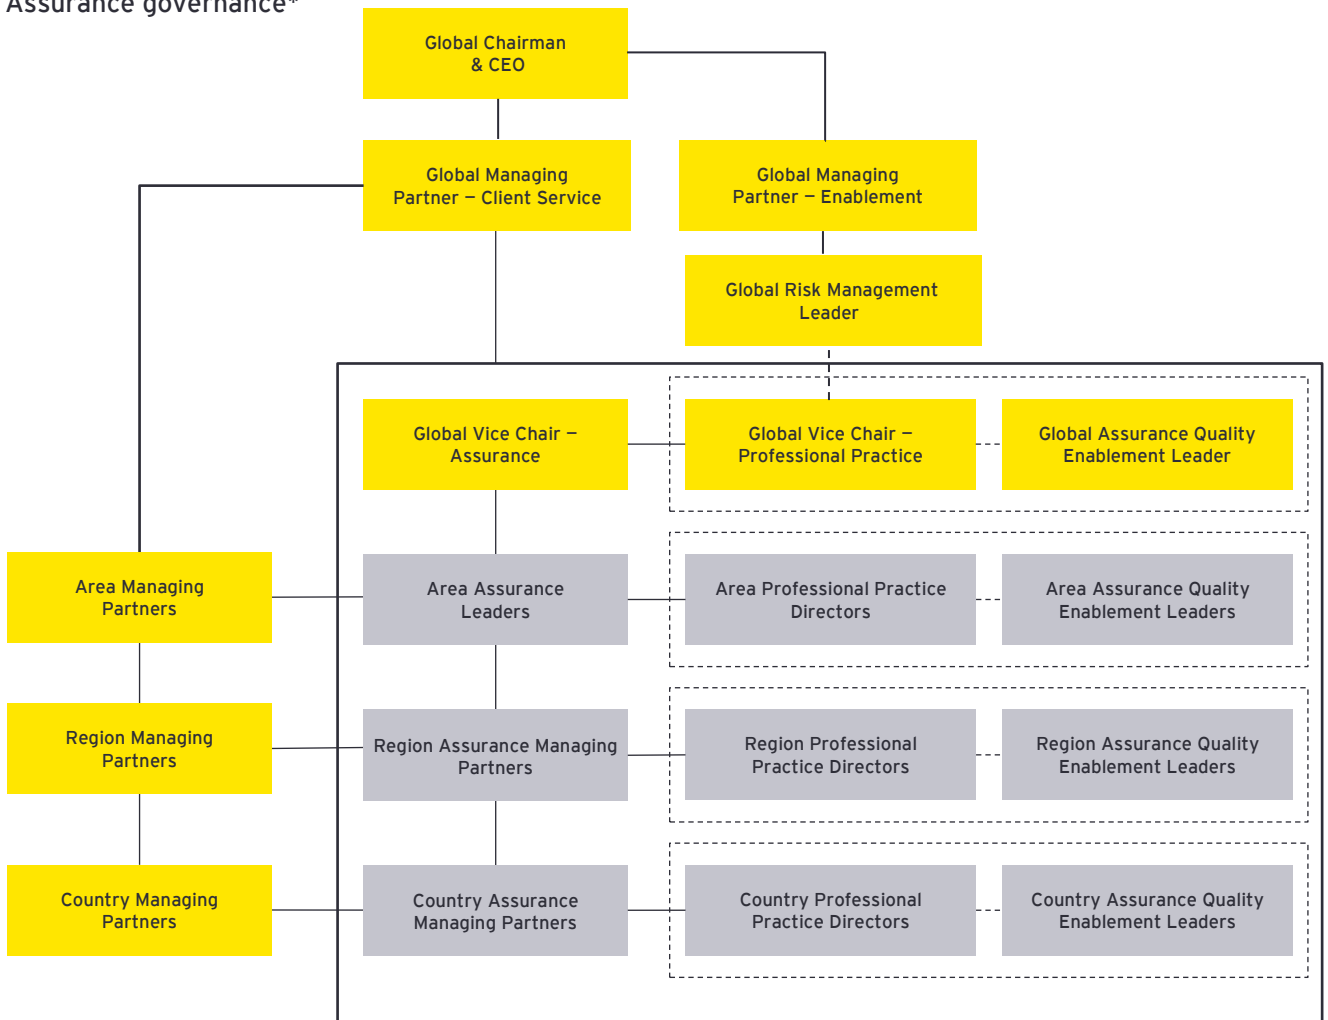 Assurance governance*
Global Chairman
& CEO
Global Managing
Partner – Client Service
Global Managing
Partner – Enablement
Global Risk Management
Leader
Global Vice Chair –
Assurance
Global Vice Chair –
Professional Practice
Global Assurance Quality
Enablement Leader
Area Managing
Partners
Area Assurance
Leaders
Area Professional Practice
Directors
Area Assurance Quality
Enablement Leaders
Region Managing
Partners
Region Assurance Managing
Partners
Region Professional
Practice Directors
Region Assurance Quality
Enablement Leaders
Country Managing
Partners
Country Assurance
Managing Partners
Country Professional
Practice Directors
Country Assurance Quality
Enablement Leaders